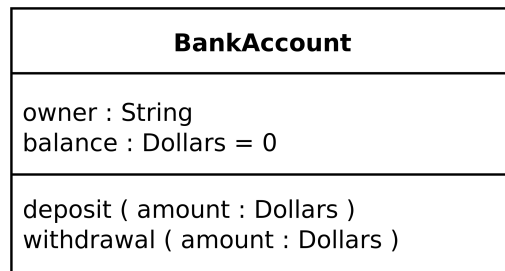 BankAccount
owner : String
balance : Dollars = 0
deposit ( amount : Dollars )
withdrawal ( amount : Dollars )